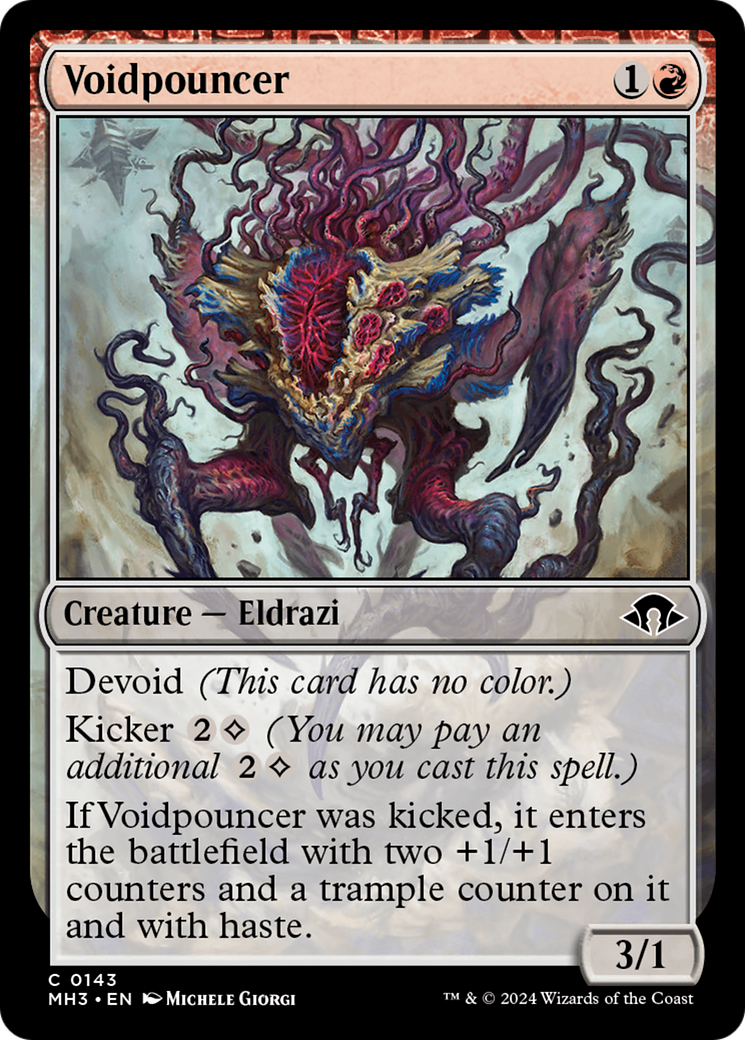 Voidpouncer 1
Creature — Eldrazi
Devoid (This card has no color.)
Kicker 2 (You may pay an
additional 2 as you cast this spell.)
If Voidpouncer was kicked, it enters
the battlefield with two +1/+1
counters and a trample counter on it
and with haste.
3/1
C 0143
MH3 • EN Michele Giorgi
™ & © 2024 Wizards of the Coast